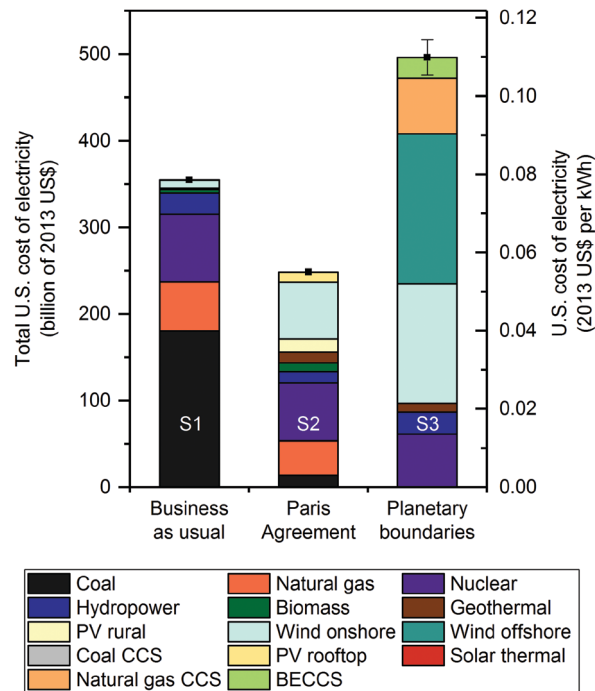 Total U.S. cost of electricity
(billion of 2013 US$)
500
400
300
200
100
0
0.12
0.10
0.08
0.06
0.04
0.02
0.00
U.S. cost of electricity
(2013 US$ per kWh)
S1
S2
S3
Business
as usual
Paris
Agreement
Planetary
boundaries
Coal
Natural gas
Nuclear
Hydropower
Biomass
Geothermal
PV rural
Wind onshore
Wind offshore
Coal CCS
PV rooftop
Solar thermal
Natural gas CCS
BECCS